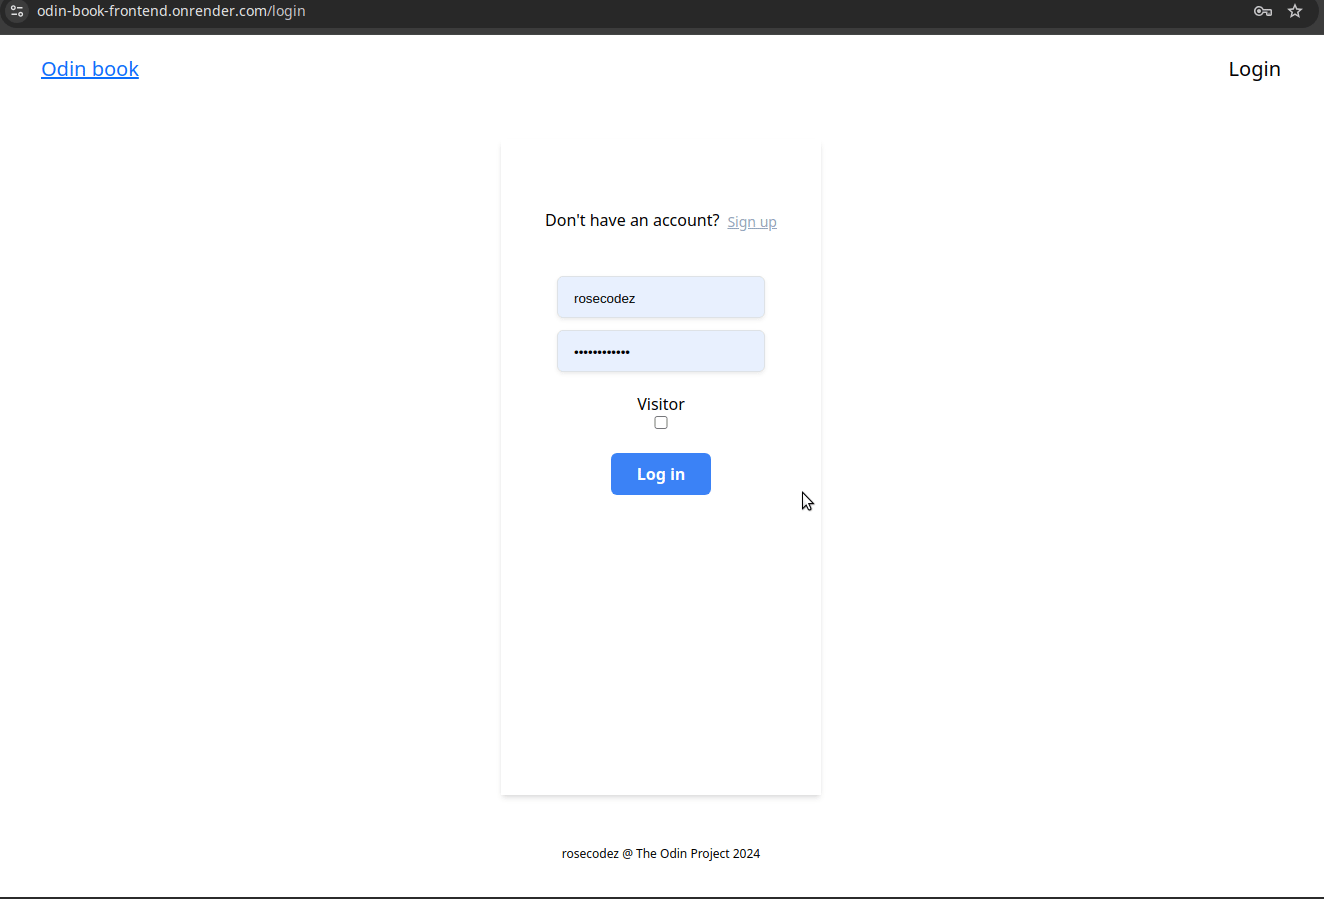 odin-book-frontend.onrender.com/login
Odin book
Login
Don't have an account? Sign up
rosecodez
••••••••••••
Visitor
Log in
rosecodez @ The Odin Project 2024